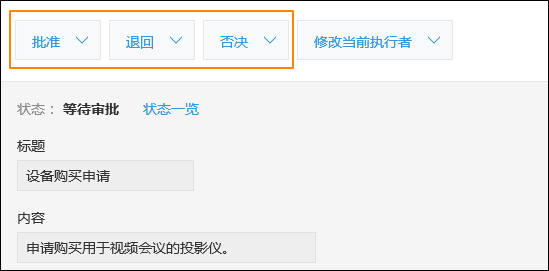 批准 退回 否决 修改当前执行者
状态： 等待审批 状态一览
标题
设备购买申请
内容
申请购买用于视频会议的投影仪。